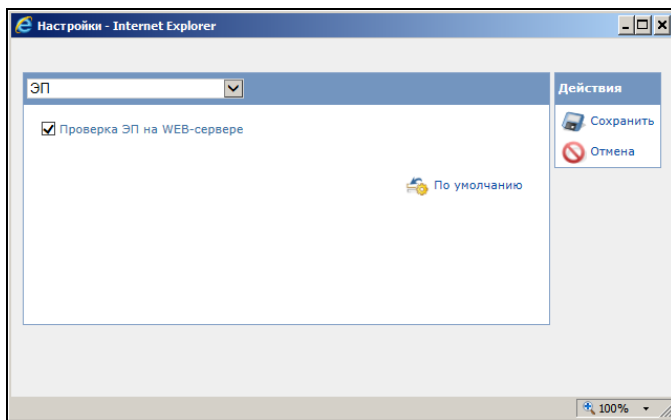 Настройки - Internet Explorer
ЭП
Действия
Проверка ЭП на WEB-сервере
Сохранить
Отмена
По умолчанию
100%